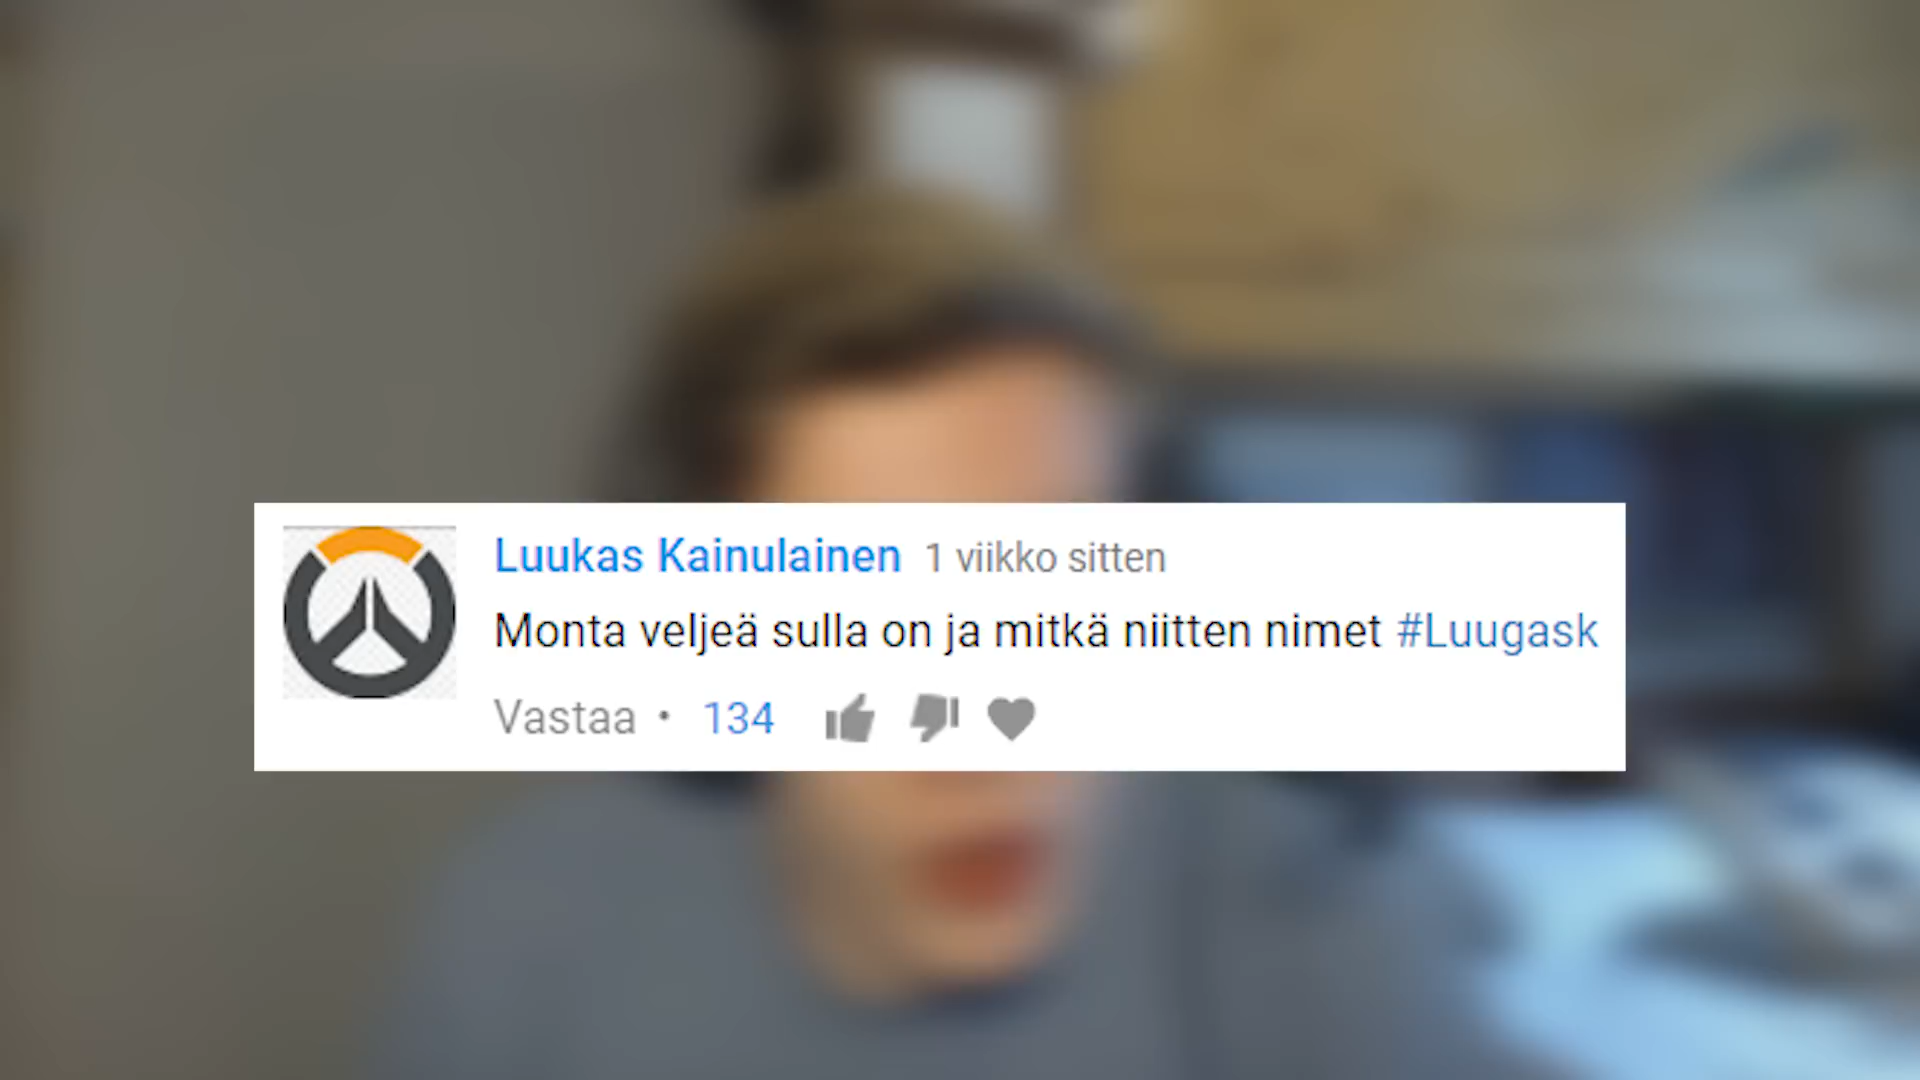 Luukas Kainulainen 1 viikko sitten
Monta veljeä sulla on ja mitkä niitten nimet #Luugask
Vastaa • 134